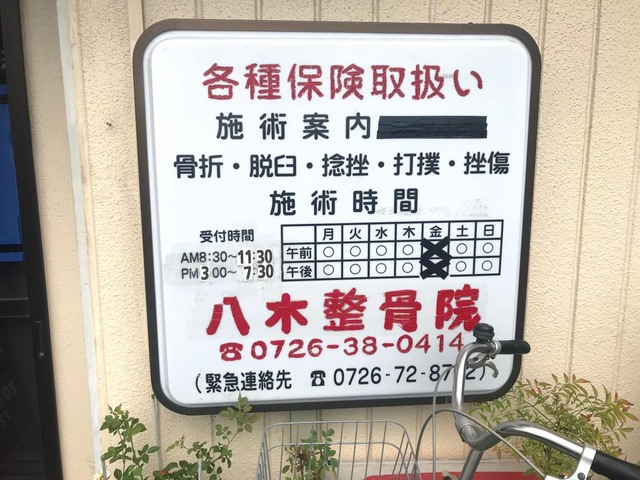 各種保険取扱い
施術案内
骨折・脱臼・捻挫・打撲・挫傷
施術時間
受付時間
AM8:30～11:30
PM3:00～7:30
月 火 水 木 金 土 日
午前 ○ ○ ○ ○ ○ ○
午後 ○ ○ ○ ○ ○ ○
八木整骨院
☎0726-38-0414
(緊急連絡先 ☎0726-72-8